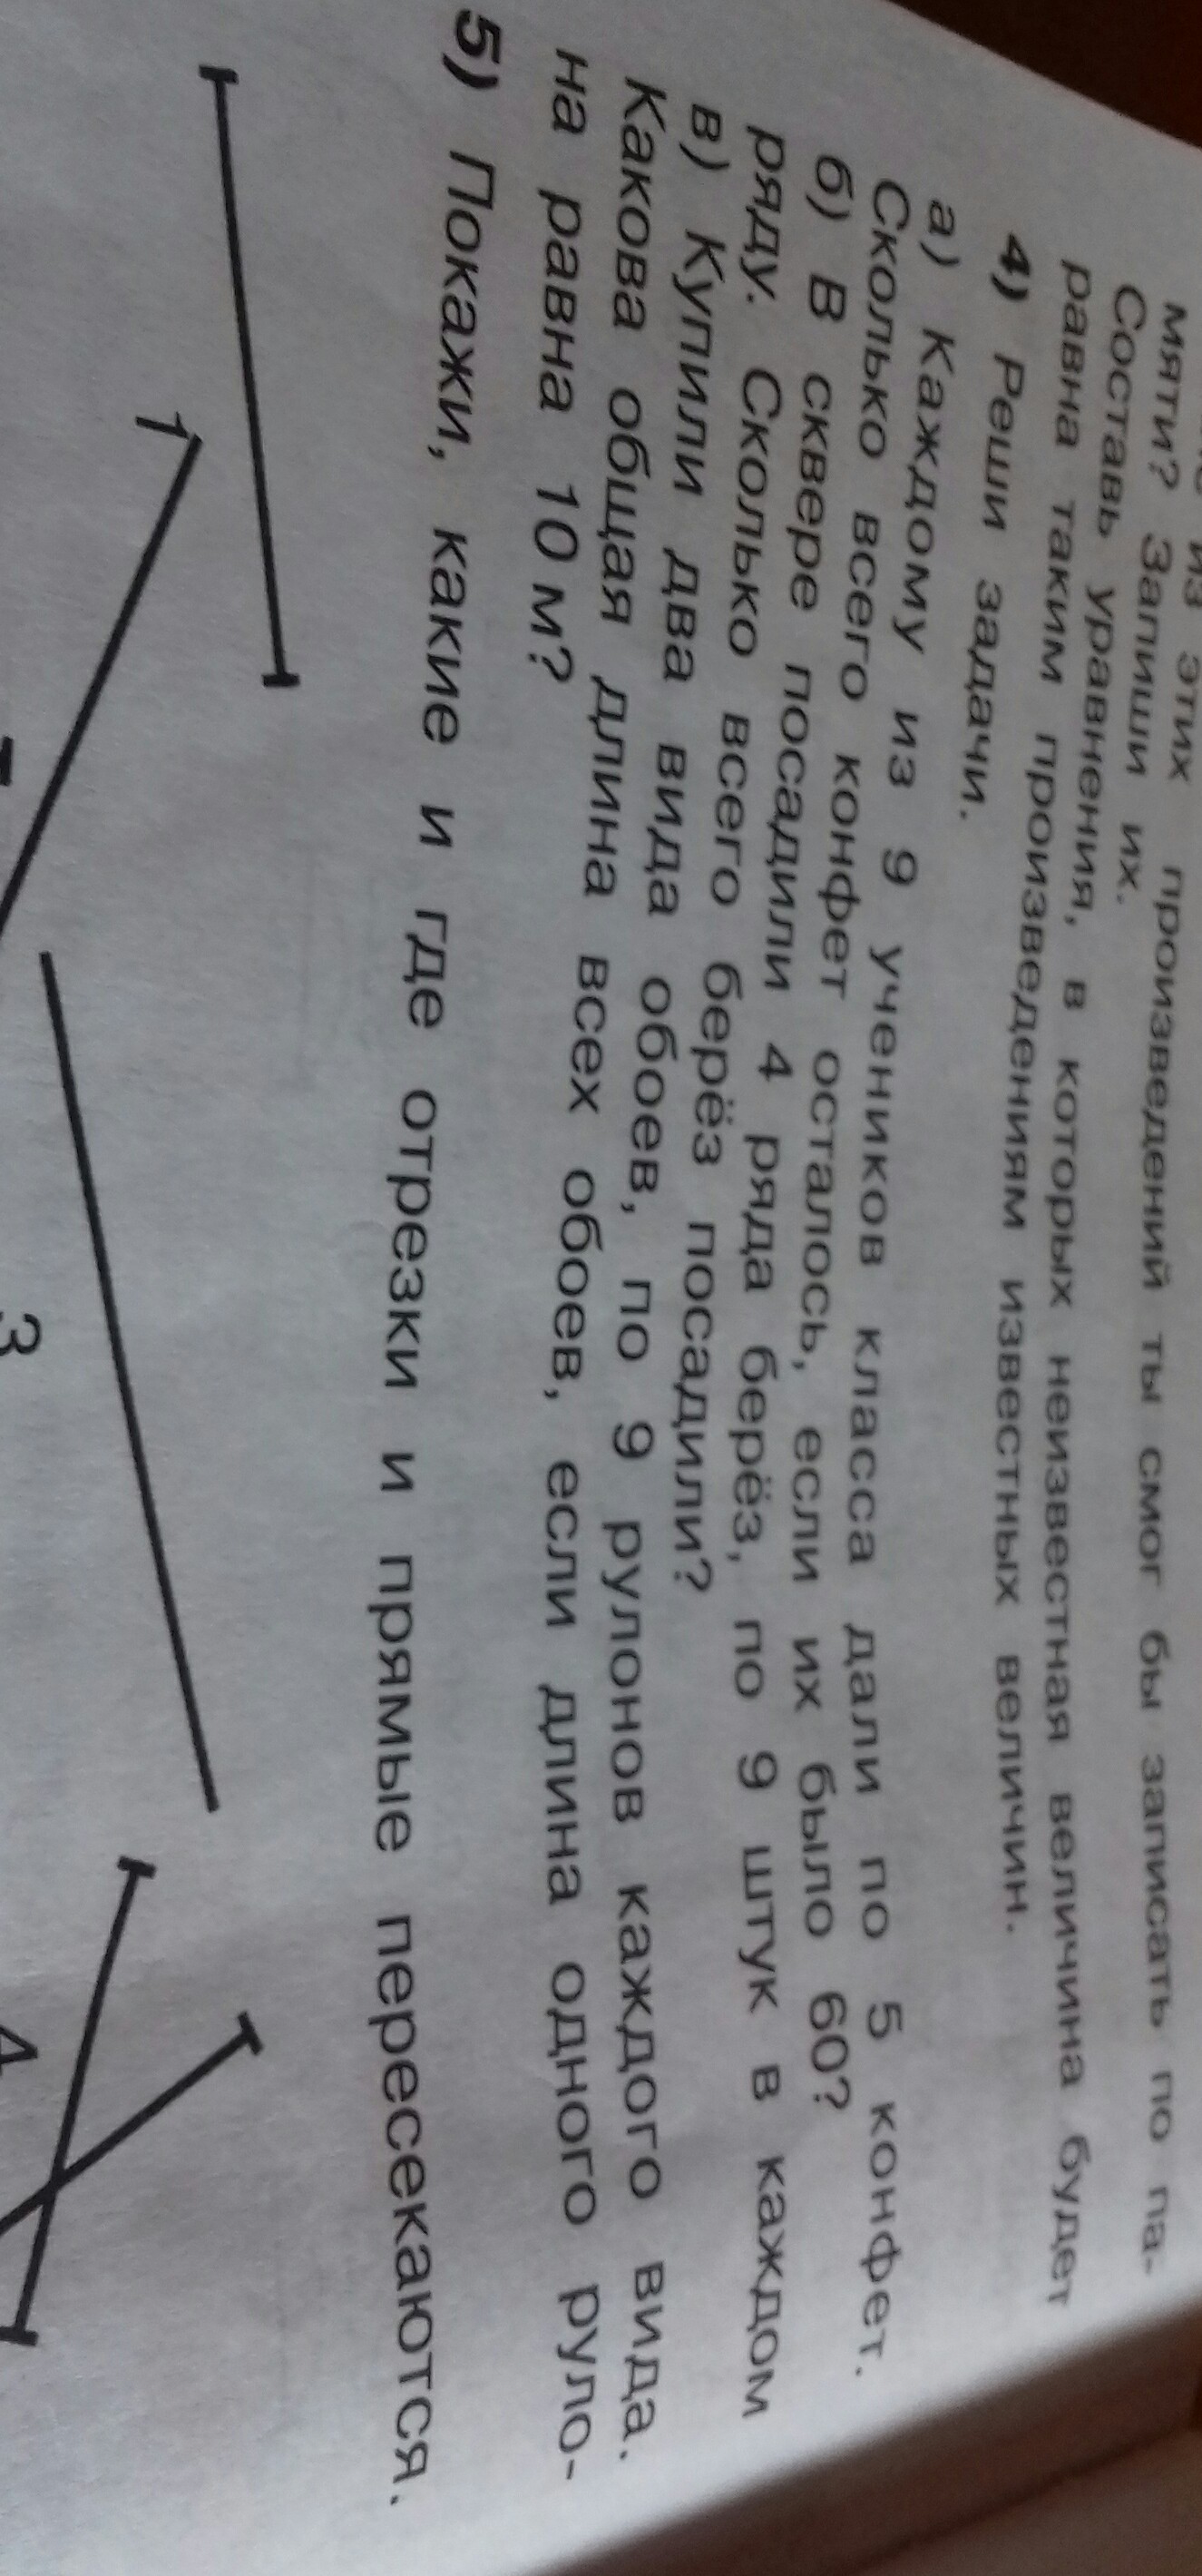 из этих произведений ты смог бы записать по па-
мяти? Запиши их.
Составь уравнения, в которых неизвестная величина будет
равна таким произведениям известных величин.
4) Реши задачи.
а) Каждому из 9 учеников класса дали по 5 конфет.
Сколько всего конфет осталось, если их было 60?
б) В сквере посадили 4 ряда берёз, по 9 штук в каждом
ряду. Сколько всего берёз посадили?
в) Купили два вида обоев, по 9 рулонов каждого вида.
Какова общая длина всех обоев, если длина одного руло-
на равна 10 м?
5) Покажи, какие и где отрезки и прямые пересекаются.
1
3
4